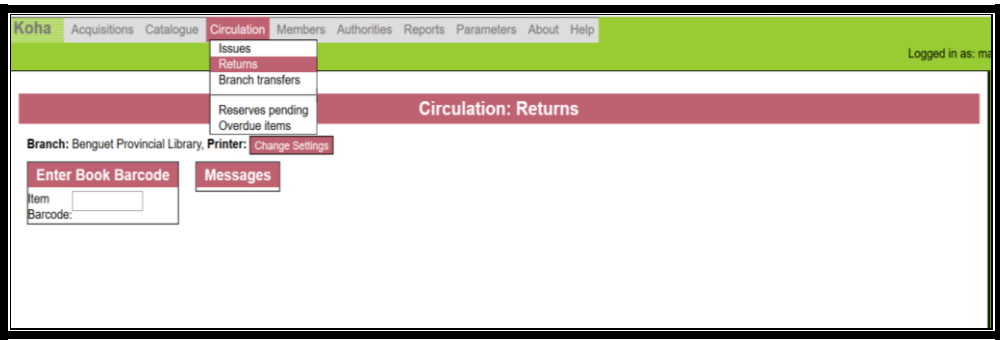 Koha Acquisitions Catalogue Circulation Members Authorities Reports Parameters About Help
Logged in as:
Issues
Returns
Branch transfers
Reserves pending
Overdue items
Circulation: Returns
Branch: Benguet Provincial Library, Printer: Change Settings
Enter Book Barcode
Item
Barcode:
Messages